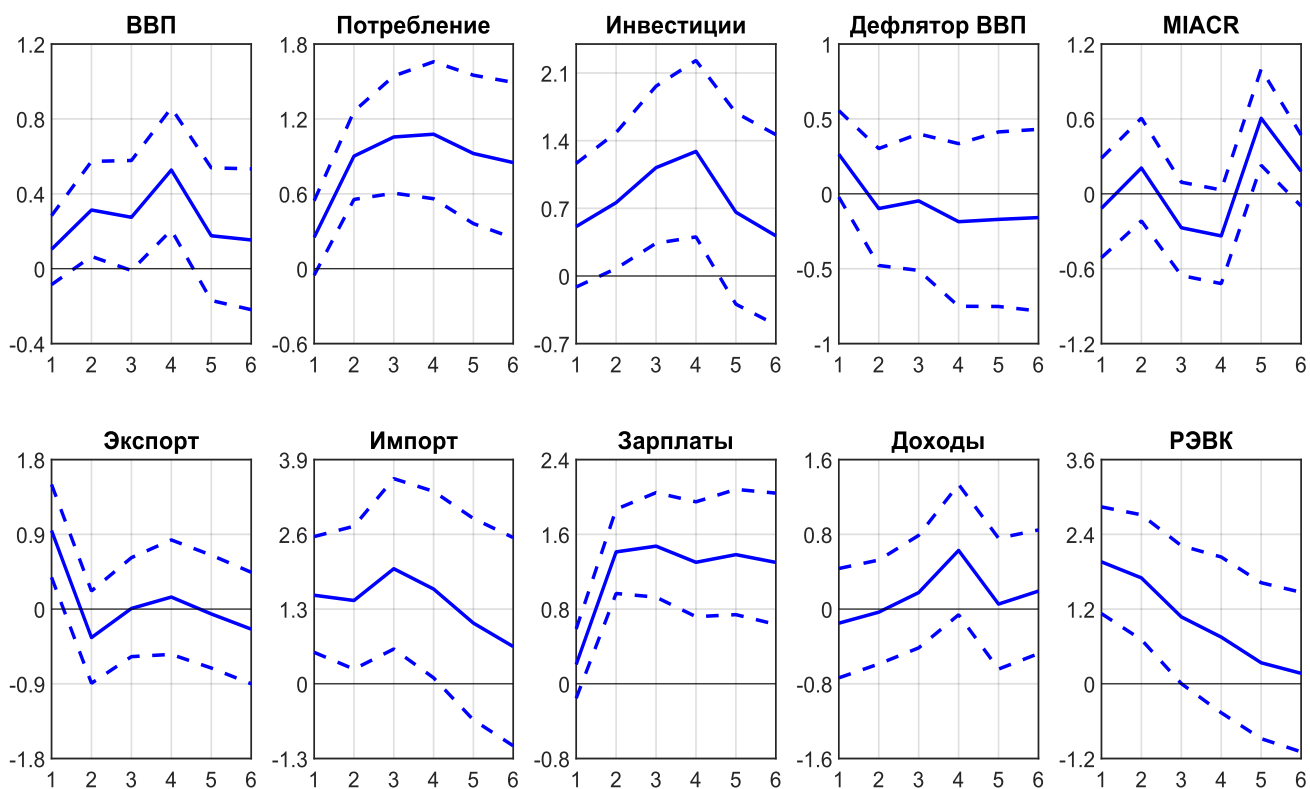 ВВП Потребление Инвестиции Дефлятор ВВП MIACR
1.2 1.8 2.1 1 1.2
0.8 1.2 1.4 0.5 0.6
0.4 0.6 0.7 0 0
0 0 0 -0.5 -0.6
-0.4 -0.6 -0.7 -1 -1.2
1 2 3 4 5 6 1 2 3 4 5 6 1 2 3 4 5 6 1 2 3 4 5 6 1 2 3 4 5 6
Экспорт Импорт Зарплаты Доходы РЭВК
1.8 3.9 2.4 1.6 3.6
0.9 2.6 1.6 0.8 2.4
0 1.3 0.8 0 1.2
-0.9 0 0 -0.8 0
-1.8 -1.3 -0.8 -1.6 -1.2
1 2 3 4 5 6 1 2 3 4 5 6 1 2 3 4 5 6 1 2 3 4 5 6 1 2 3 4 5 6